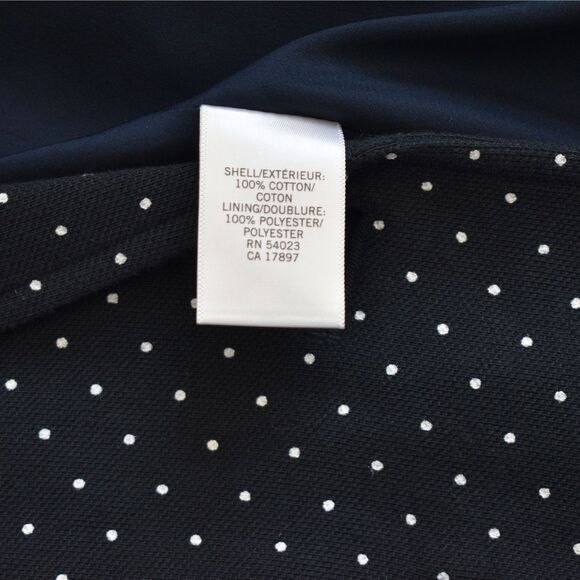 SHELL/EXTÉRIEUR:
100% COTTON/
COTON
LINING/DOUBLURE:
100% POLYESTER/
POLYESTER
RN 54023
CA 17897